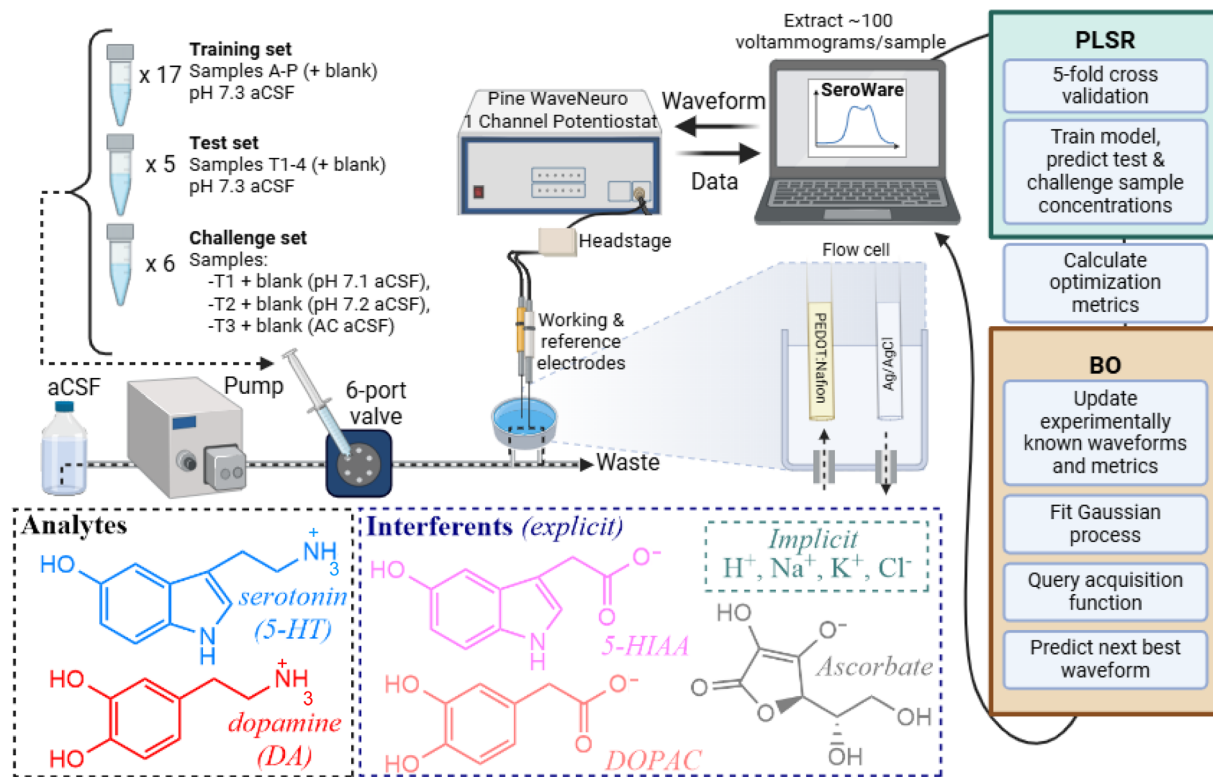 Training set
x 17
Samples A-P (+ blank)
pH 7.3 aCSF
Test set
x 5
Samples T1-4 (+ blank)
pH 7.3 aCSF
Challenge set
x 6
Samples:
-T1 + blank (pH 7.1 aCSF),
-T2 + blank (pH 7.2 aCSF),
-T3 + blank (AC aCSF)
Extract ~100
voltammograms/sample
Pine WaveNeuro
1 Channel Potentiostat
Waveform
Data
SeroWare
Headstage
Working &
reference
electrodes
Flow cell
PEDOT:Nafion
Ag/AgCl
aCSF
Pump
6-port
valve
Waste
PLSR
5-fold cross
validation
Train model,
predict test &
challenge sample
concentrations
Calculate
optimization
metrics
BO
Update
experimentally
known waveforms
and metrics
Fit Gaussian
process
Query acquisition
function
Predict next best
waveform
Analytes
HO
NH3+
serotonin
(5-HT)
N
H
HO
HO
NH3+
dopamine
(DA)
Interferents (explicit)
HO
O-
O
N
H
5-HIAA
HO
HO
O-
O
DOPAC
Implicit
H+, Na+, K+, Cl-
HO
O-
Ascorbate
O
O
OH
OH